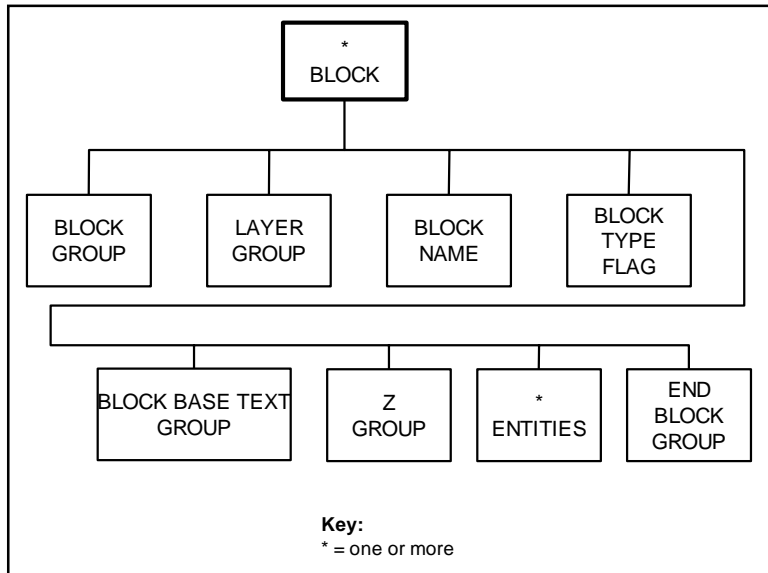 *
BLOCK
BLOCK
GROUP
LAYER
GROUP
BLOCK
NAME
BLOCK
TYPE
FLAG
BLOCK BASE TEXT
GROUP
Z
GROUP
*
ENTITIES
END
BLOCK
GROUP
Key:
* = one or more